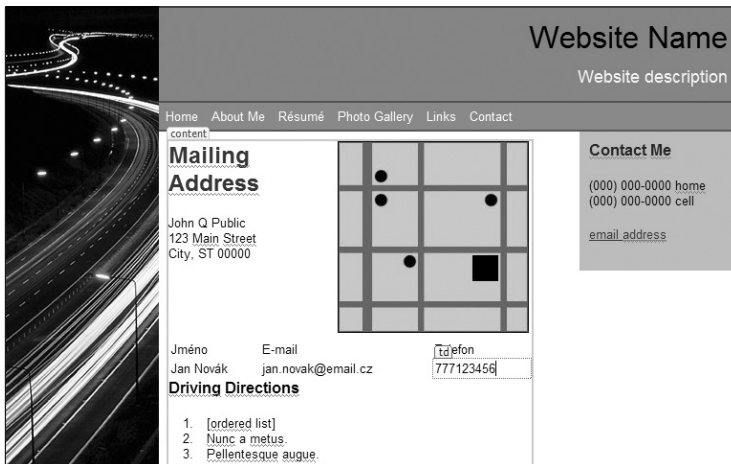 Website Name
Website description
Home About Me Résumé Photo Gallery Links Contact
content
Mailing
Address
John Q Public
123 Main Street
City, ST 00000
Contact Me
(000) 000-0000 home
(000) 000-0000 cell
email address
Jméno E-mail
td
Jan Novák jan.novak@email.cz 777123456
Driving Directions
1. [ordered list]
2. Nunc a metus.
3. Pellentesque augue.